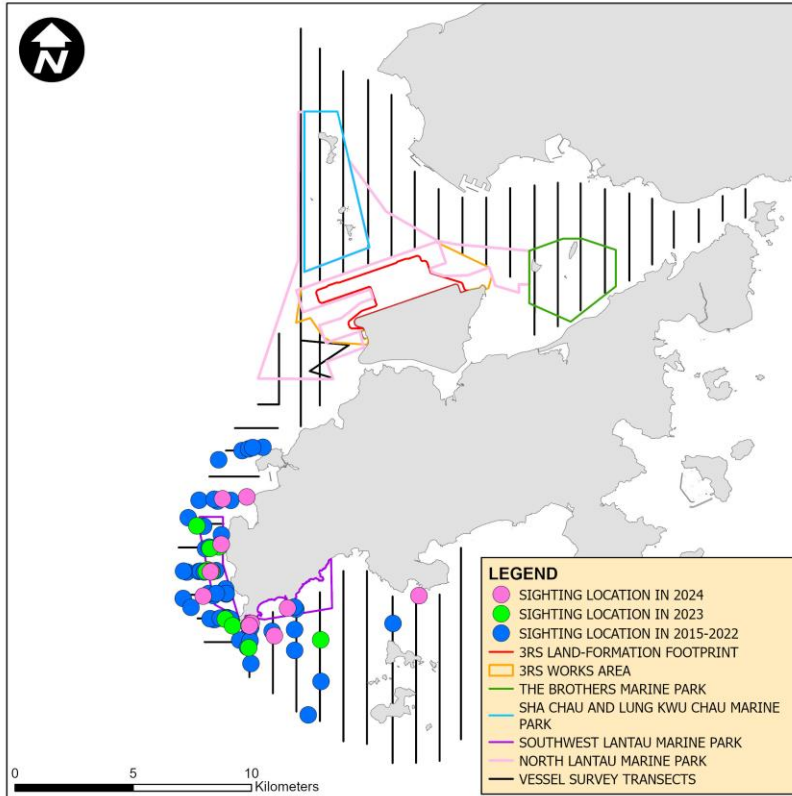 N
LEGEND
SIGHTING LOCATION IN 2024
SIGHTING LOCATION IN 2023
SIGHTING LOCATION IN 2015-2022
3RS LAND-FORMATION FOOTPRINT
3RS WORKS AREA
THE BROTHERS MARINE PARK
SHA CHAU AND LUNG KWU CHAU MARINE
PARK
SOUTHWEST LANTAU MARINE PARK
NORTH LANTAU MARINE PARK
VESSEL SURVEY TRANSECTS
0 5 10
Kilometers